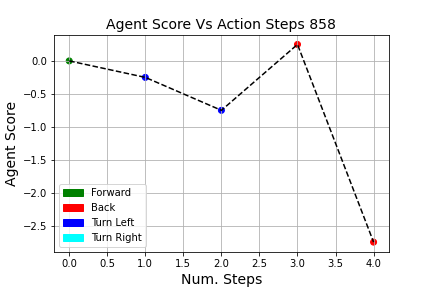 Agent Score Vs Action Steps 858
Agent Score
0.0
−0.5
−1.0
−1.5
−2.0
−2.5
Forward
Back
Turn Left
Turn Right
0.0 0.5 1.0 1.5 2.0 2.5 3.0 3.5 4.0
Num. Steps